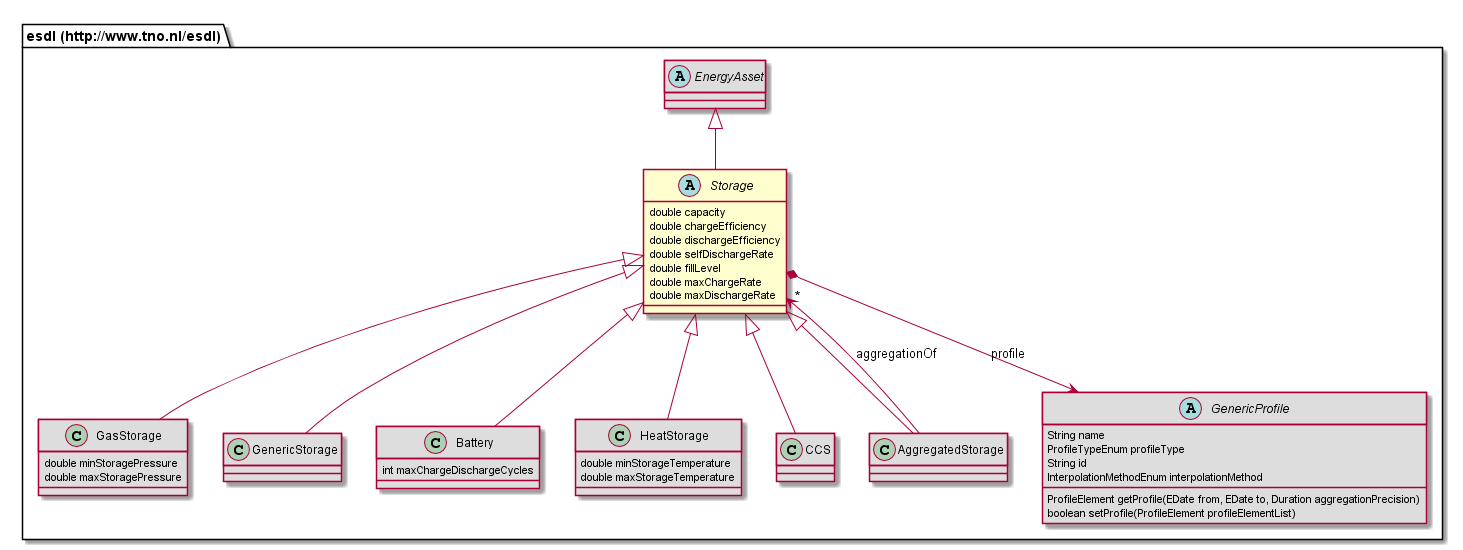 esdl (http://www.tno.nl/esdl)
A EnergyAsset
A Storage
double capacity
double chargeEfficiency
double dischargeEfficiency
double selfDischargeRate
double fillLevel
double maxChargeRate
double maxDischargeRate
*
aggregationOf
profile
C GasStorage
double minStoragePressure
double maxStoragePressure
C GenericStorage
C Battery
int maxChargeDischargeCycles
C HeatStorage
double minStorageTemperature
double maxStorageTemperature
C CCS
C AggregatedStorage
A GenericProfile
String name
ProfileTypeEnum profileType
String id
InterpolationMethodEnum interpolationMethod
ProfileElement getProfile(EDate from, EDate to, Duration aggregationPrecision)
boolean setProfile(ProfileElement profileElementList)